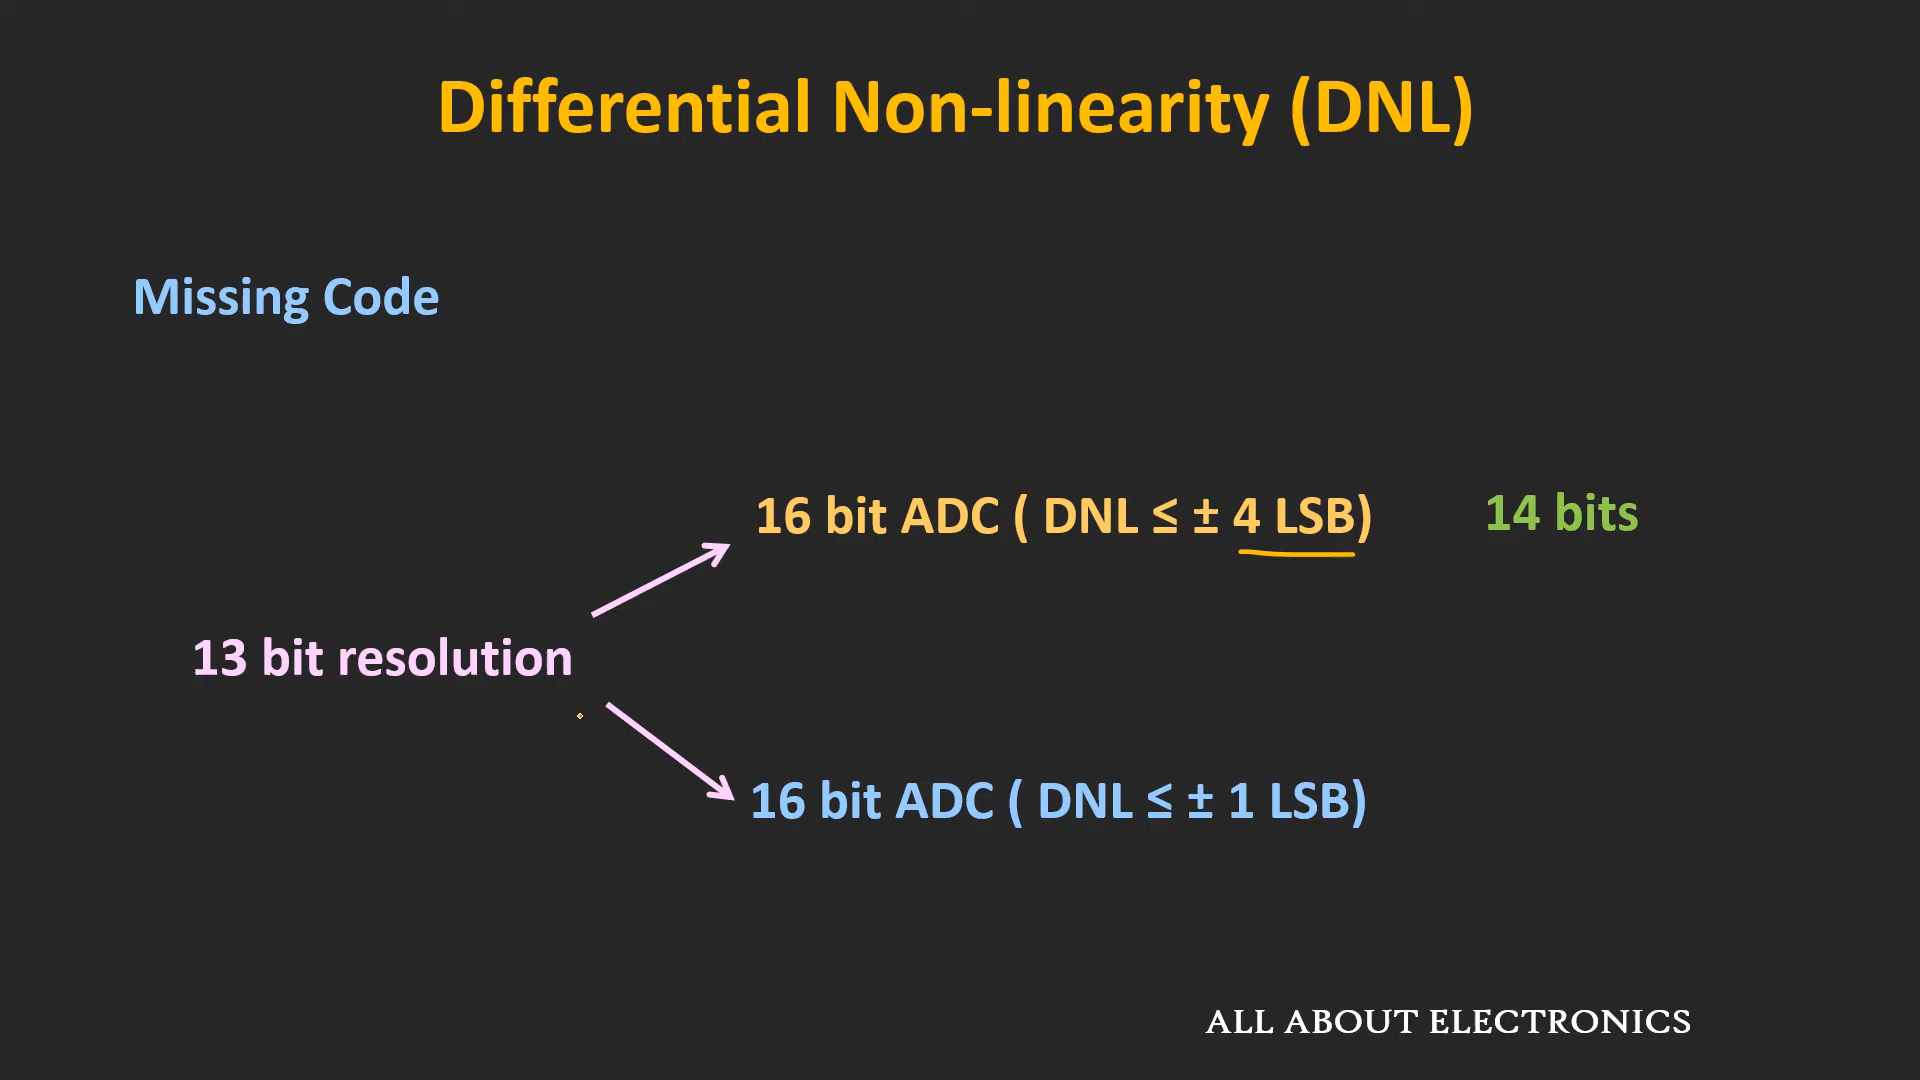 Differential Non-linearity (DNL)
Missing Code
16 bit ADC ( DNL ≤ ± 4 LSB)
14 bits
13 bit resolution
16 bit ADC ( DNL ≤ ± 1 LSB)
ALL ABOUT ELECTRONICS